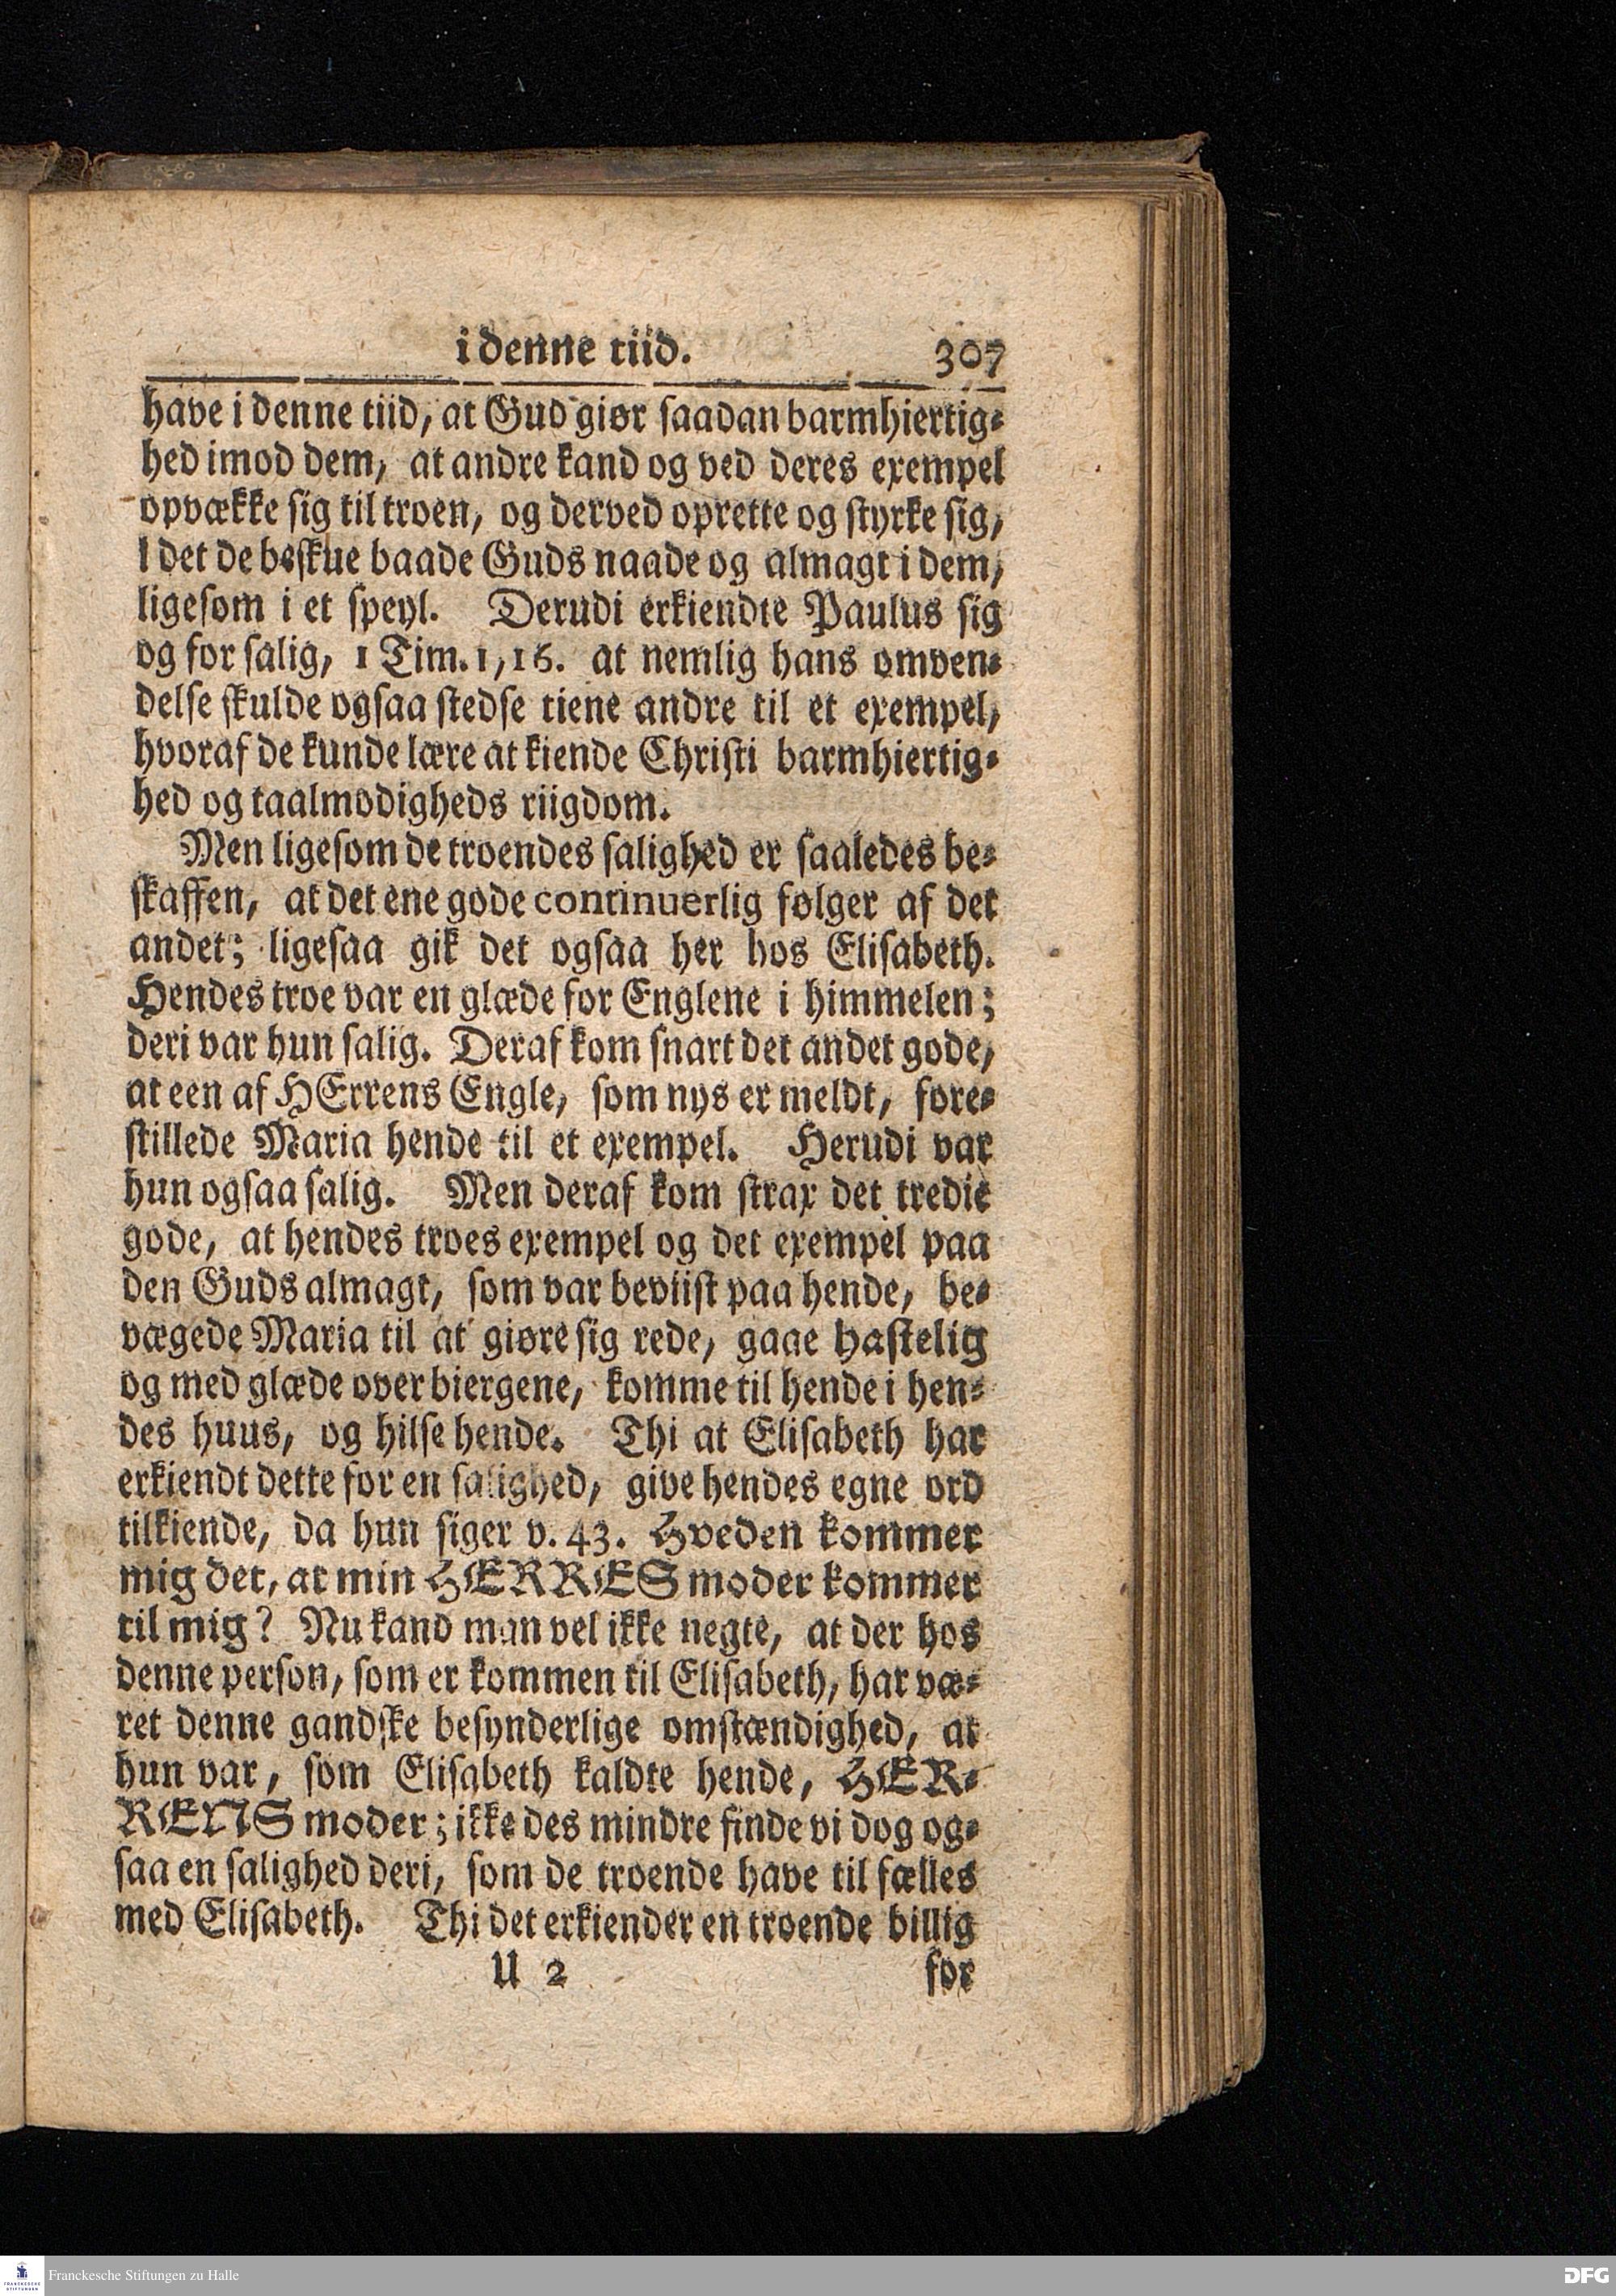 i denne tiid. 307
have i denne tiid, at Gud giør saadan barmhiertig-
hed imod dem, at andre kand og ved deres exempel
opvække sig til troen, og derved oprette og styrke sig,
i det de beskue baade Guds naade og almagt i dem,
ligesom i et speyl. Derudi erkiendte Paulus sig
og for salig, 1 Tim. 1, 16. at nemlig hans omven-
delse skulde ogsaa stedse tiene andre til et exempel,
hvoraf de kunde lære at kiende Christi barmhiertig-
hed og taalmodigheds riigdom.
Men ligesom de troendes salighed er saaledes be-
skaffen, at det ene gode continuerlig følger af det
andet; ligesaa gik det ogsaa her hos Elisabeth.
Hendes troe var en glæde for Englene i himmelen;
deri var hun salig. Deraf kom snart det andet gode,
at een af HErrens Engle, som nys er meldt, fore-
stillede Maria hende til et exempel. Herudi var
hun ogsaa salig. Men deraf kom strax det tredie
gode, at hendes troes exempel og det exempel paa
den Guds almagt, som var beviist paa hende, be-
vægede Maria til at giøre sig rede, gaae hastelig
og med glæde over biergene, komme til hende i hen-
des huus, og hilse hende. Thi at Elisabeth har
erkiendt dette for en salighed, give hendes egne ord
tilkiende, da hun siger v. 43. Hveden kommer
mig det, at min HERRES moder kommer
til mig? Nu kand man vel ikke negte, at der hos
denne person, som er kommen til Elisabeth, har væ-
ret denne gandske besynderlige omstændighed, at
hun var, som Elisabeth kaldte hende, HER-
RENS moder; ikke des mindre finde vi dog og-
saa en salighed deri, som de troende have til fælles
med Elisabeth. Thi det erkiender en troende billig
U 2 for
Franckesche Stiftungen zu Halle
DFG